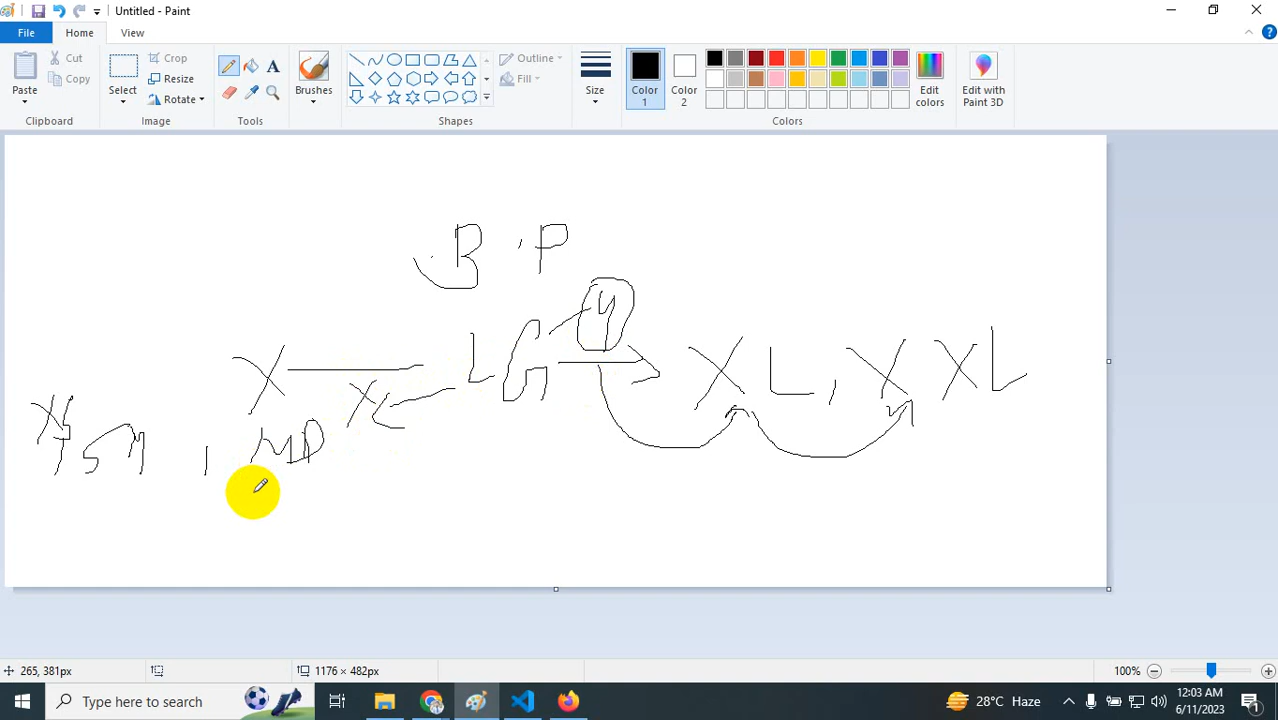 Untitled - Paint
File Home View
Paste Cut Copy
Select Crop Resize Rotate
Brushes
Outline Fill
Size
Color 1
Color 2
Edit colors
Edit with Paint 3D
Clipboard Image Tools Shapes Colors
B . P
X LG XL, XXL
MD
265, 381px 1176 × 482px 100%
Type here to search 28°C Haze 12:03 AM
6/11/2023